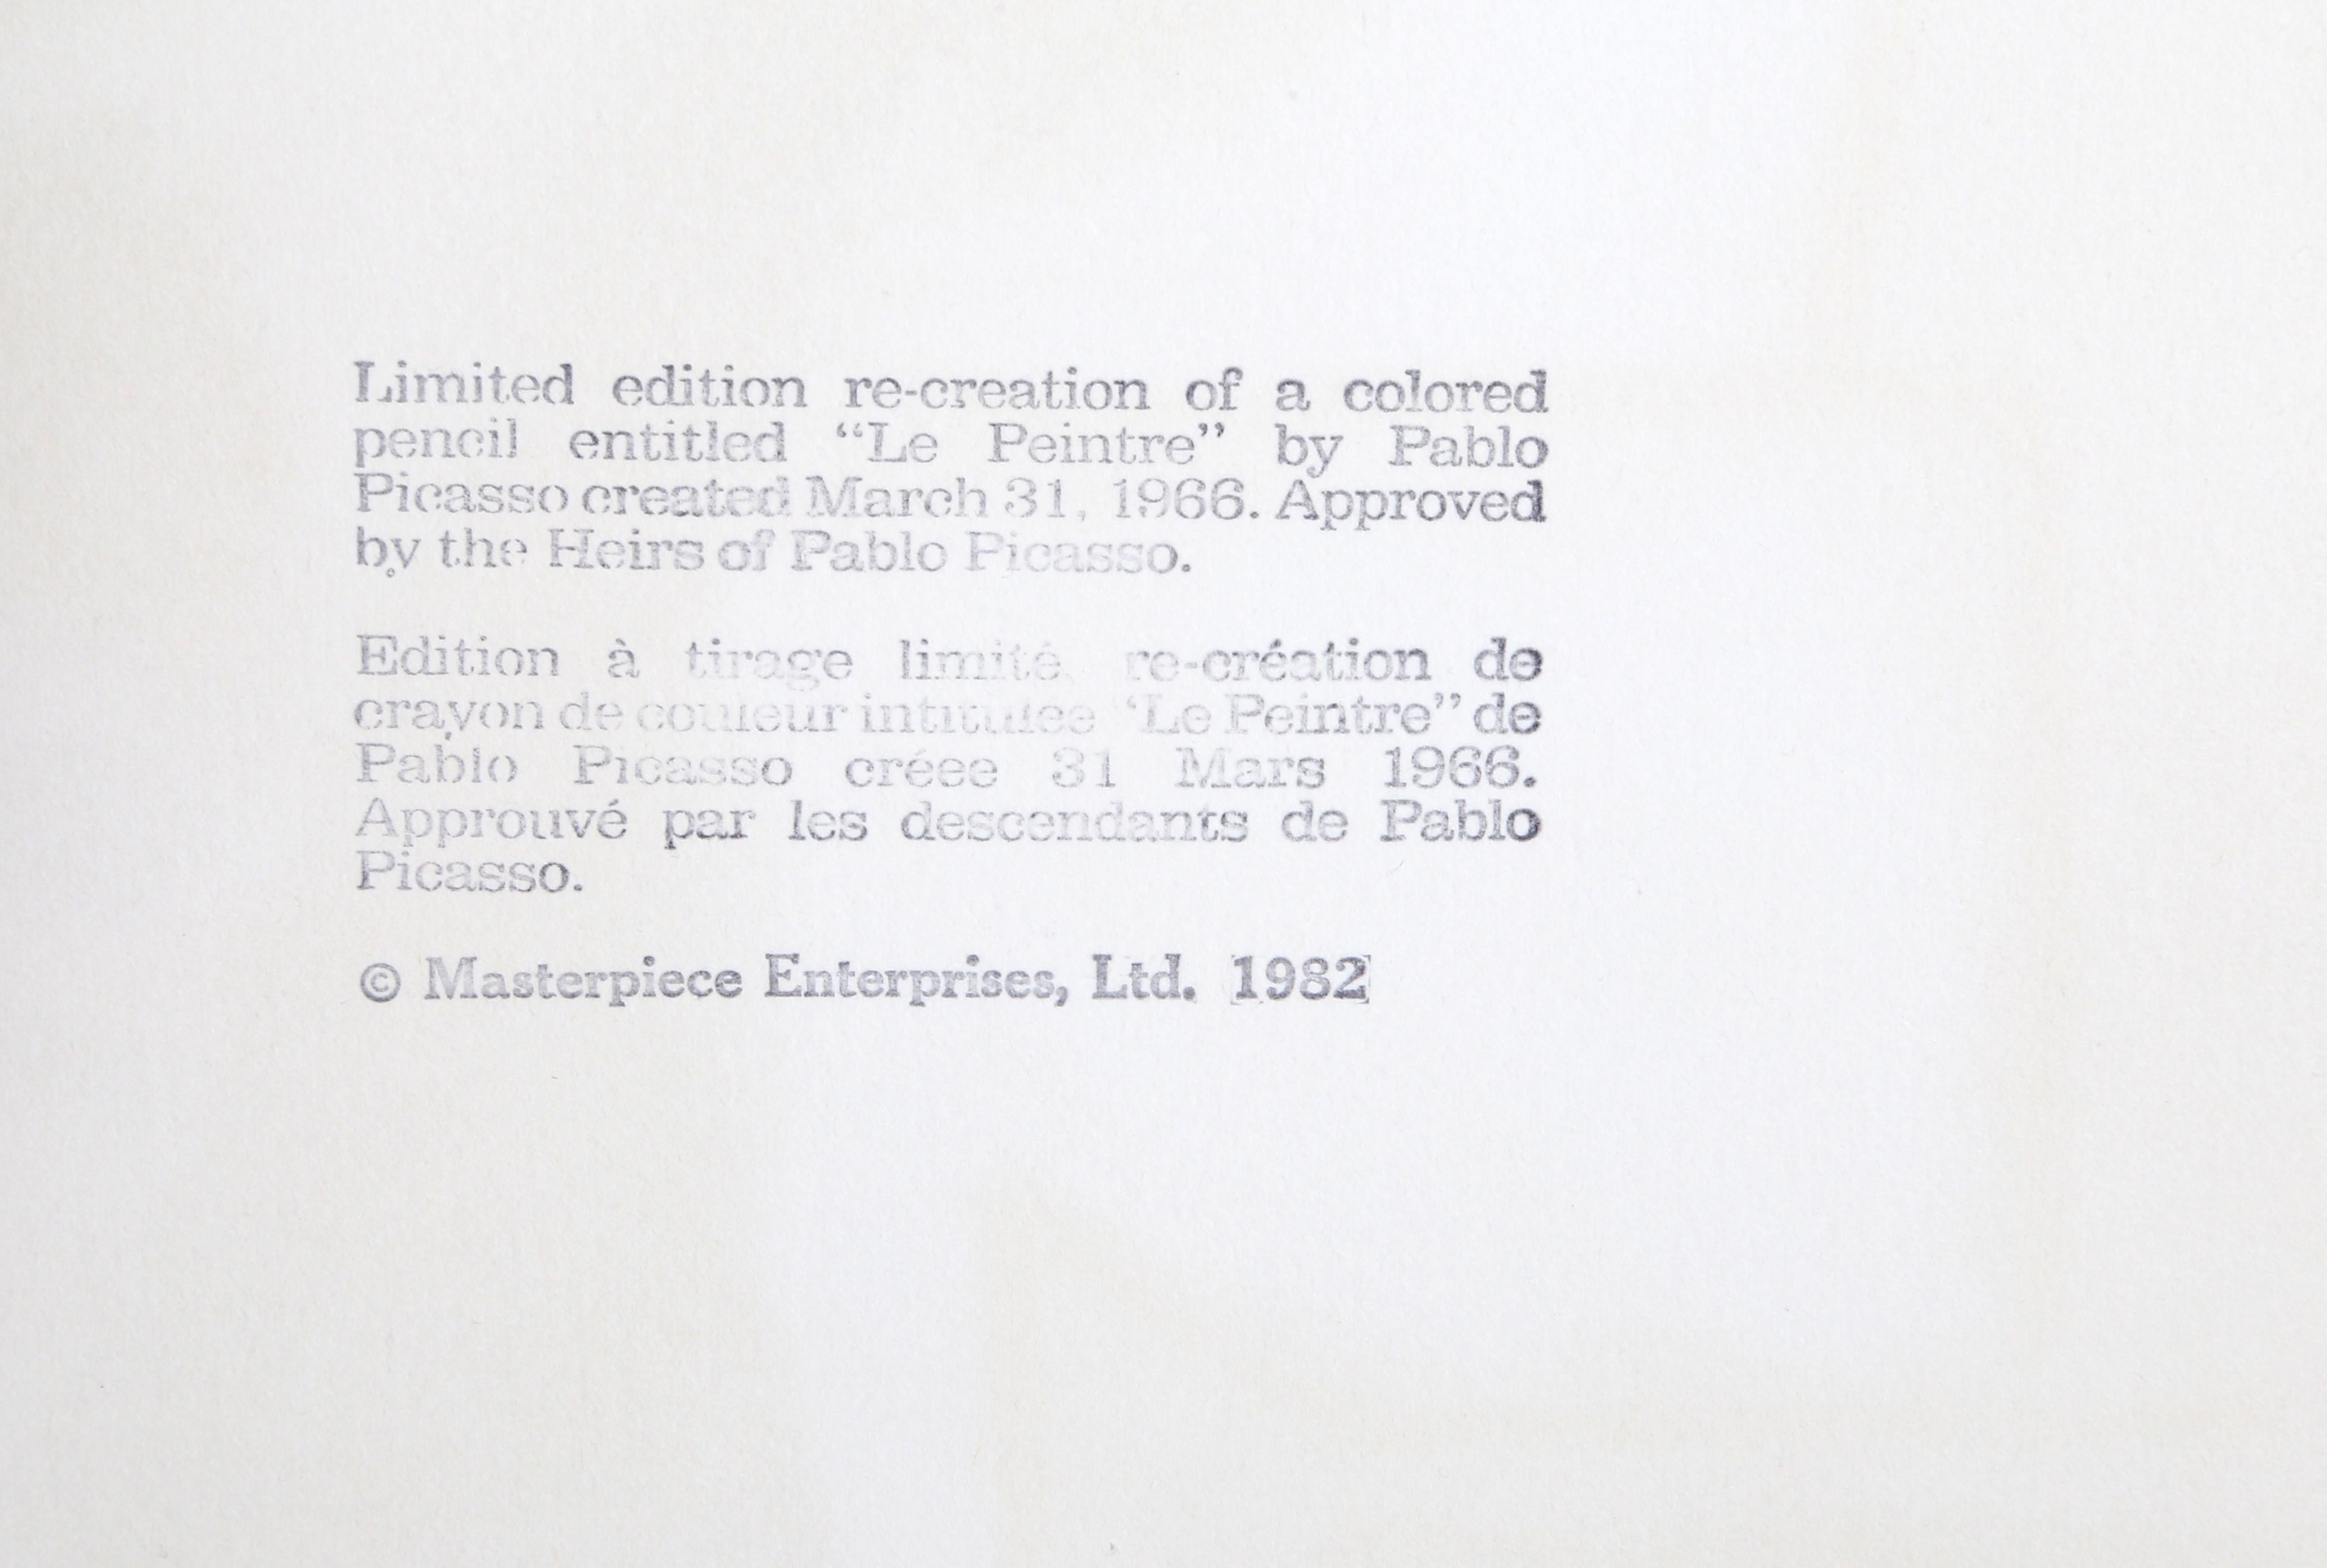 Limited edition re-creation of a colored
pencil entitled “Le Peintre” by Pablo
Picasso created March 31, 1966. Approved
by the Heirs of Pablo Picasso.
Edition à tirage limité, re-création de
crayon de couleur intitulée “Le Peintre” de
Pablo Picasso créee 31 Mars 1966.
Approuvé par les descendants de Pablo
Picasso.
© Masterpiece Enterprises, Ltd. 1982